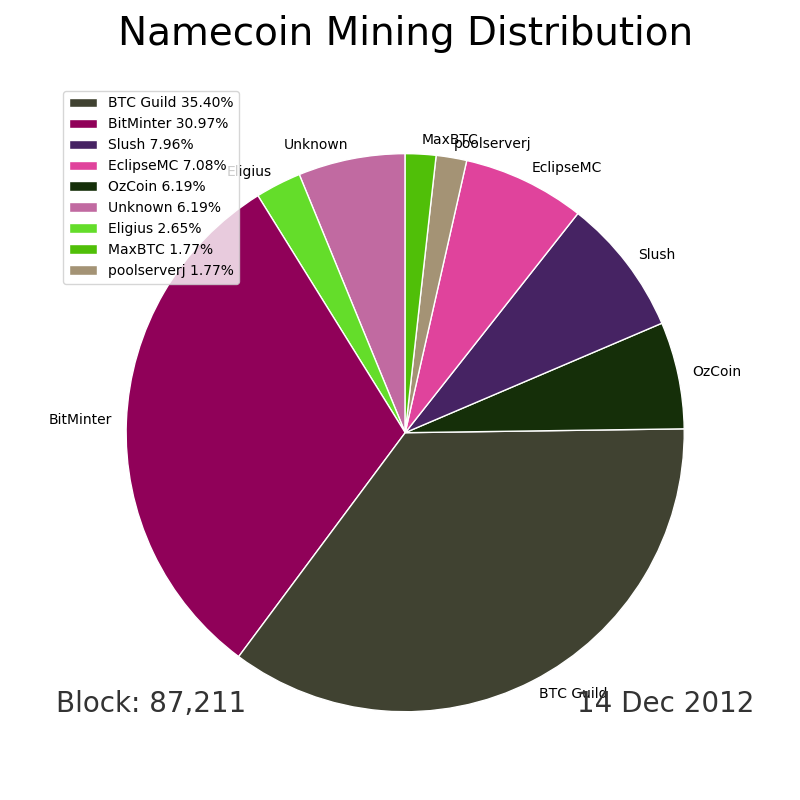 Namecoin Mining Distribution
BTC Guild 35.40%
BitMinter 30.97%
Slush 7.96%
EclipseMC 7.08%
OzCoin 6.19%
Unknown 6.19%
Eligius 2.65%
MaxBTC 1.77%
poolserverj 1.77%
MaxBTC
poolserverj
Unknown
EclipseMC
Eligius
Slush
OzCoin
BitMinter
BTC Guild
Block: 87,211
14 Dec 2012